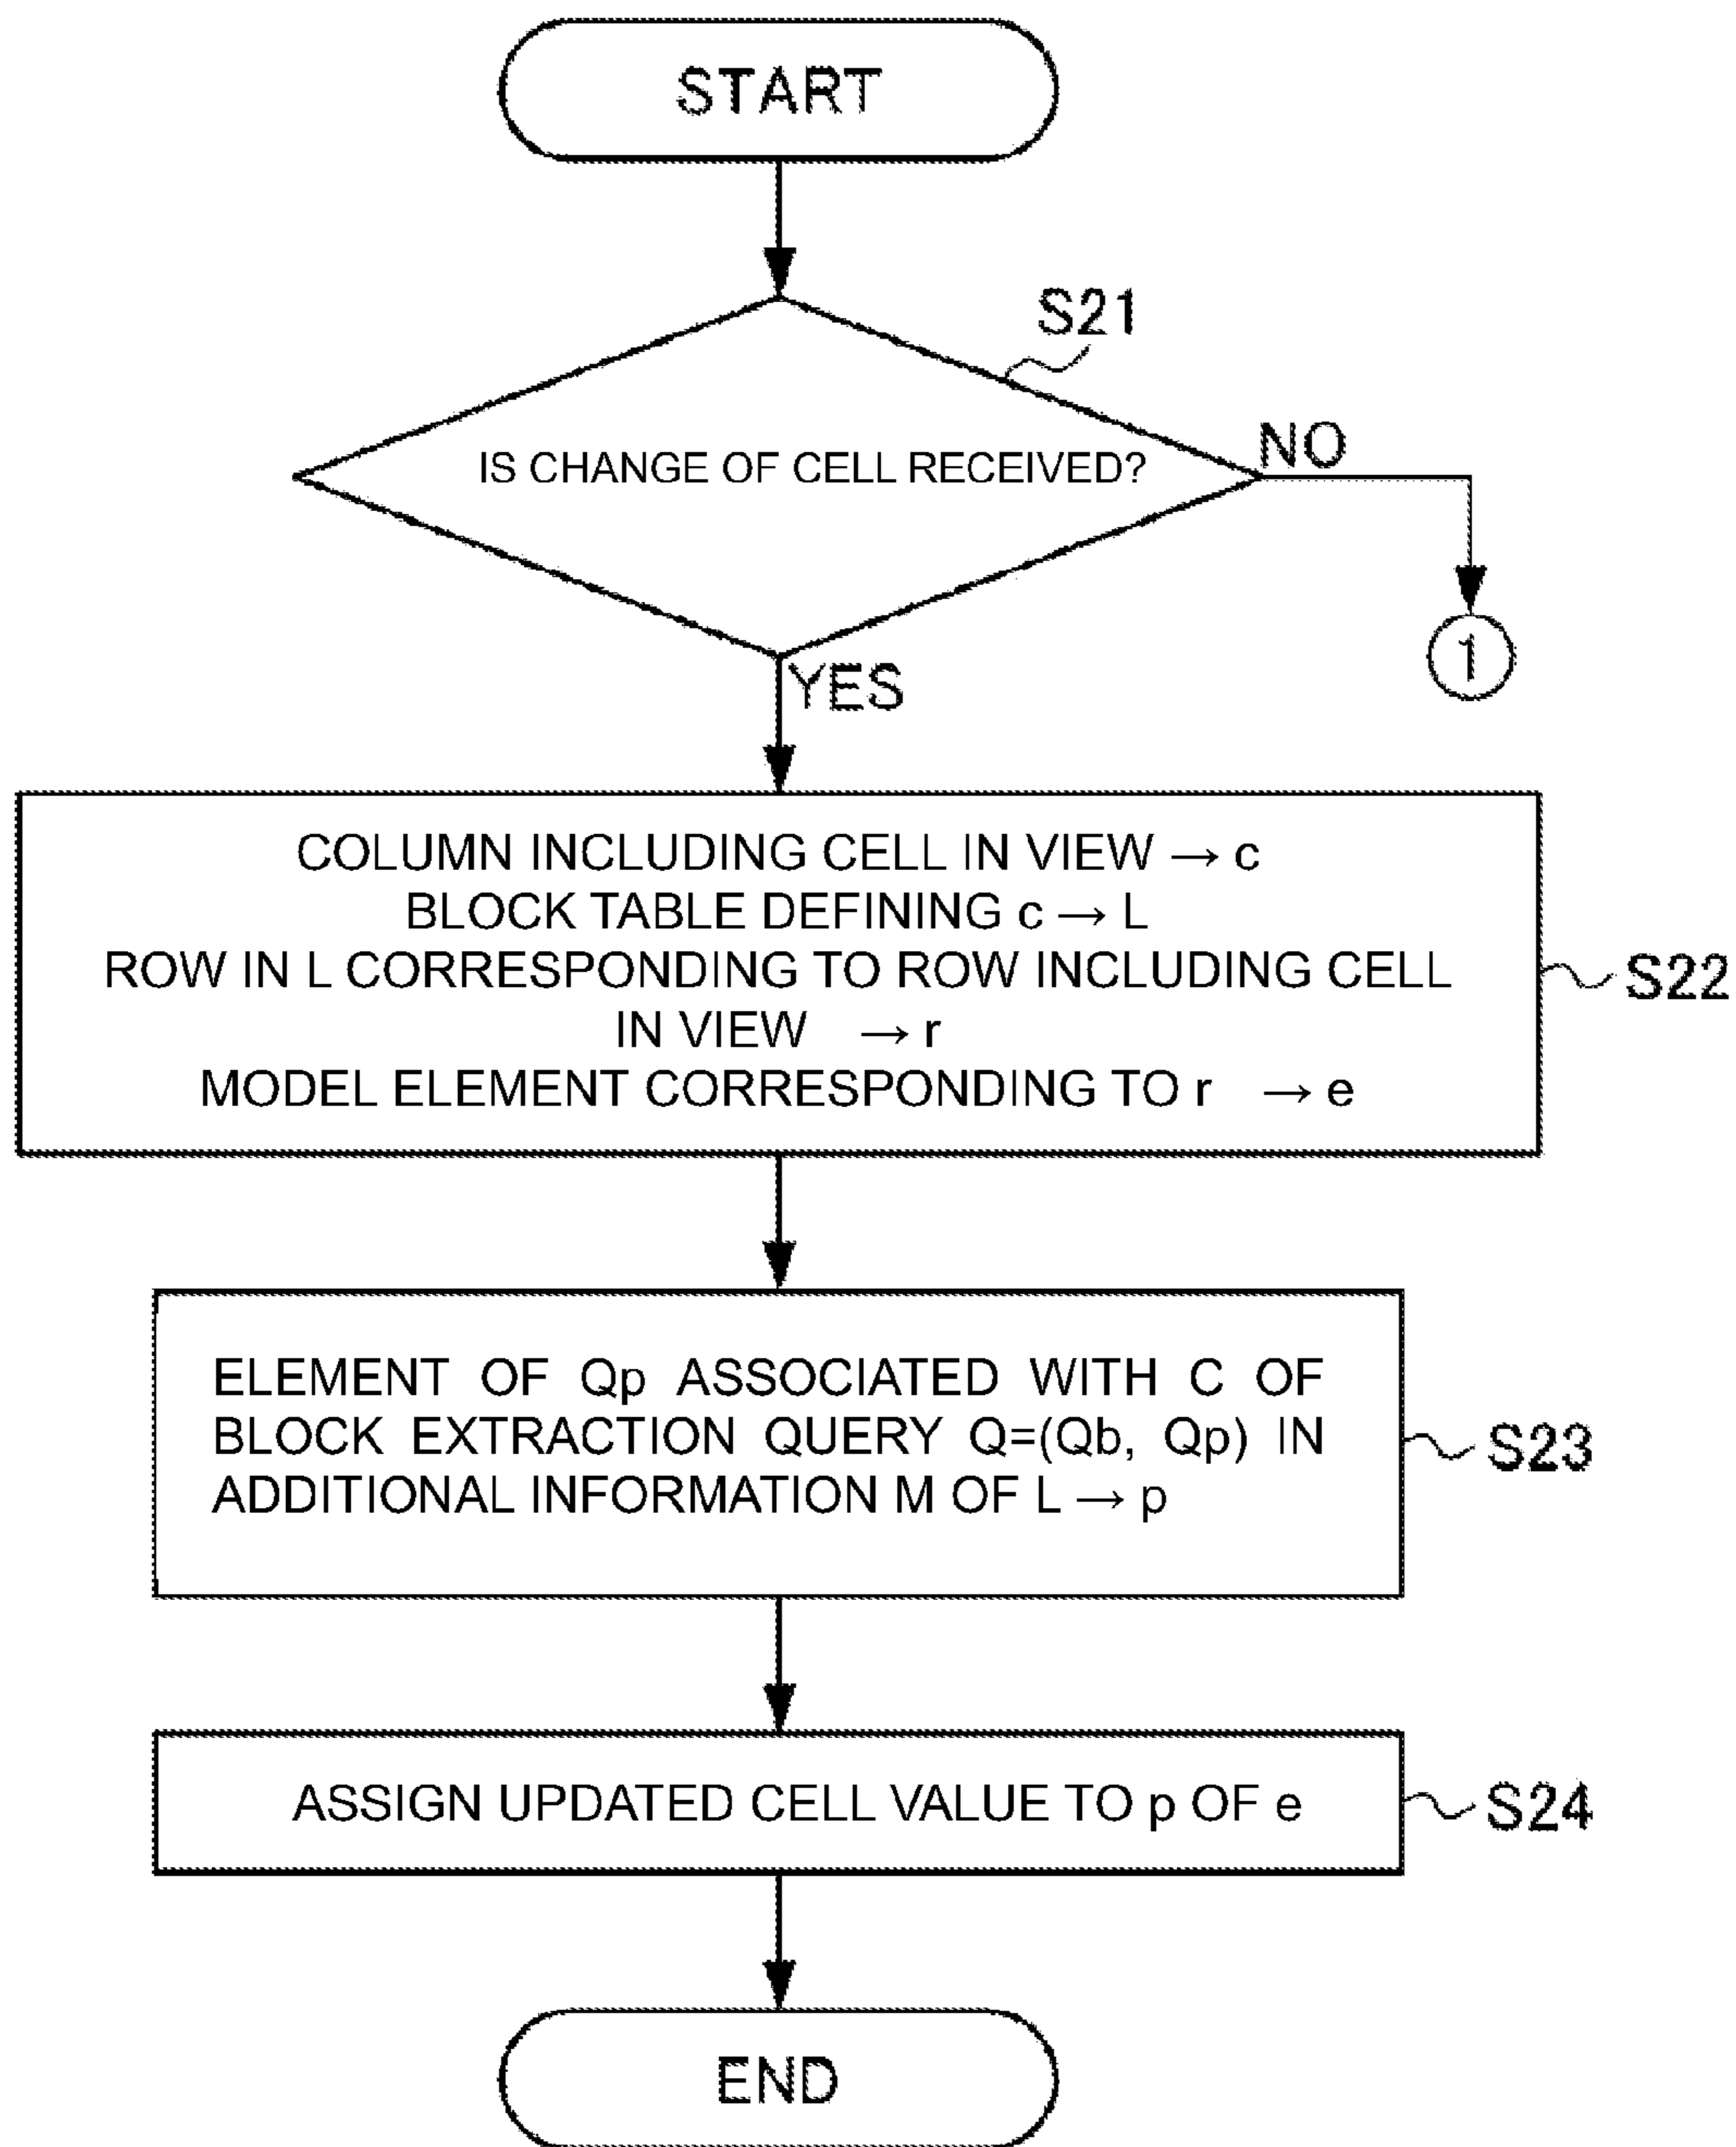 START
S21
IS CHANGE OF CELL RECEIVED?
NO
1
YES
COLUMN INCLUDING CELL IN VIEW → c
BLOCK TABLE DEFINING c → L
ROW IN L CORRESPONDING TO ROW INCLUDING CELL
IN VIEW → r
MODEL ELEMENT CORRESPONDING TO r → e
S22
ELEMENT OF Qp ASSOCIATED WITH C OF
BLOCK EXTRACTION QUERY Q=(Qb, Qp) IN
ADDITIONAL INFORMATION M OF L → p
S23
ASSIGN UPDATED CELL VALUE TO p OF e
S24
END